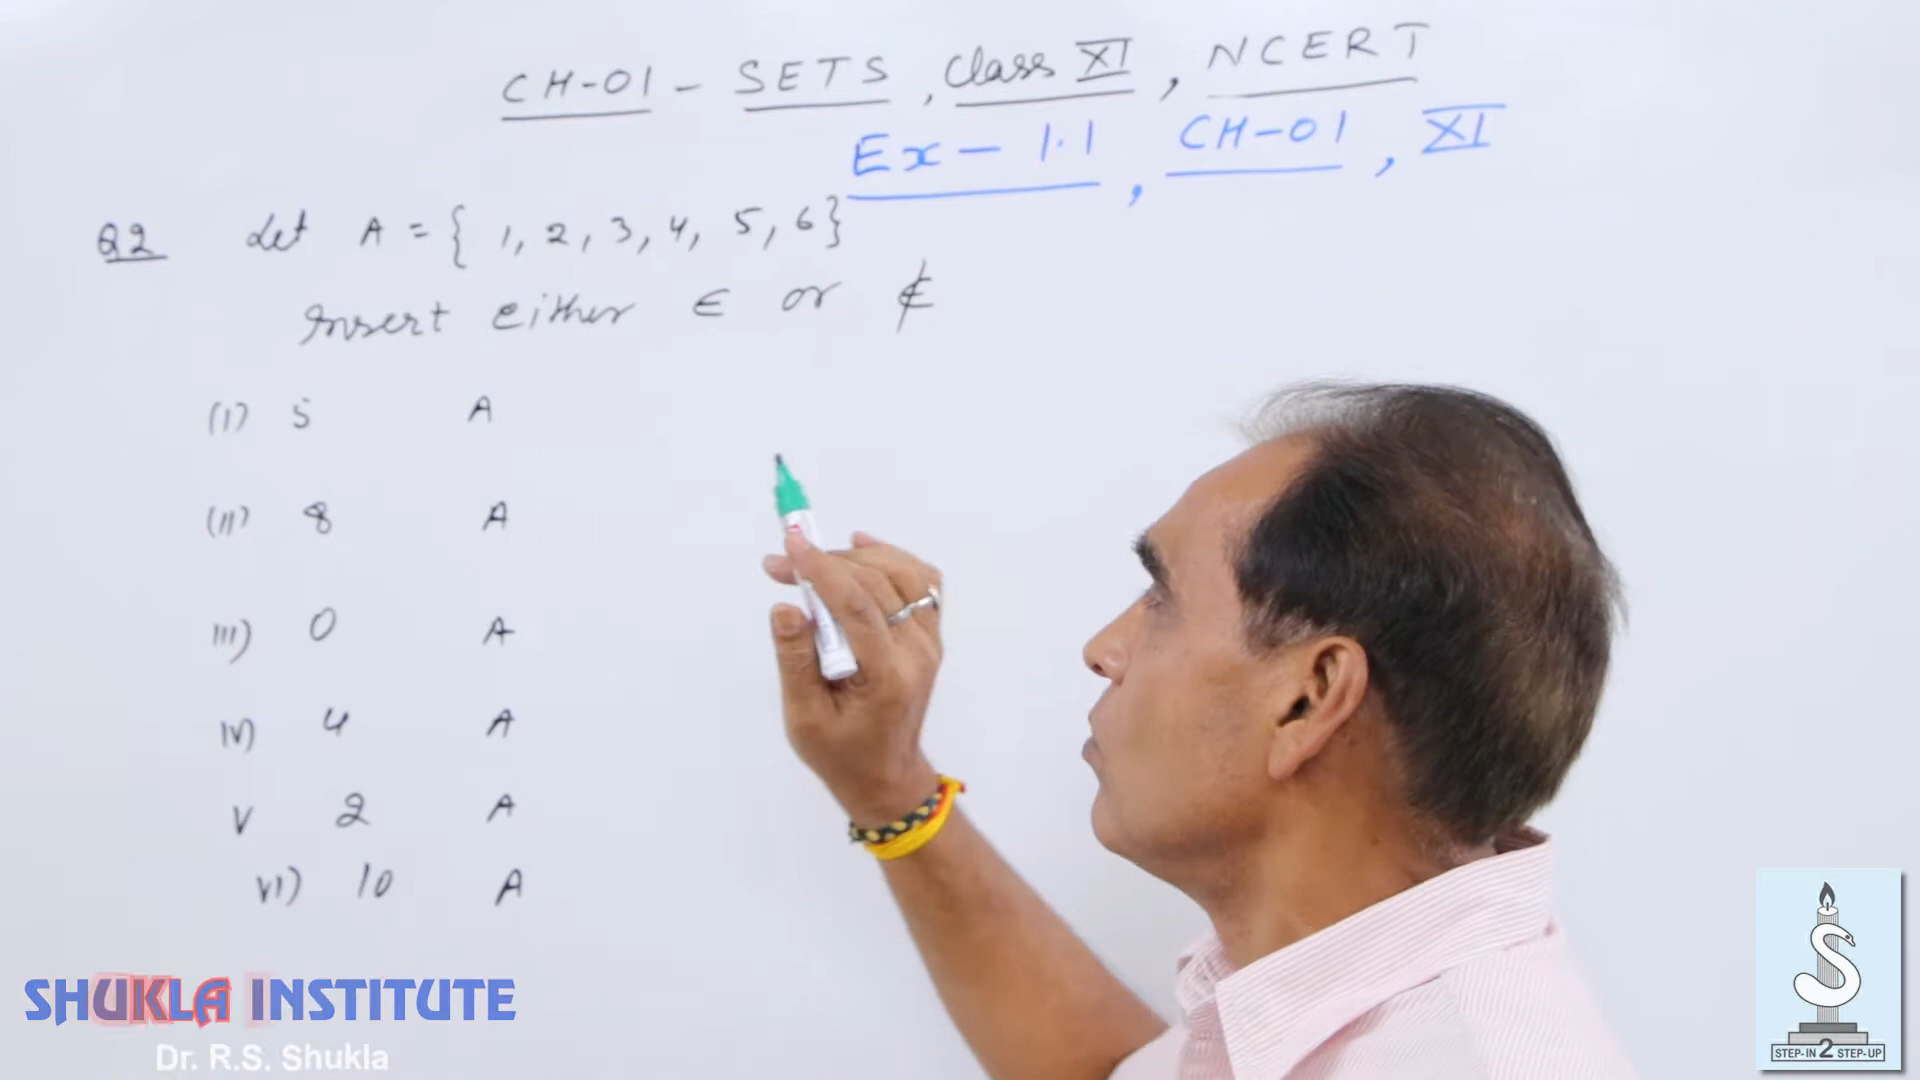 CH-01 - SETS, Class XI, NCERT
Ex - 1.1, CH-01, XI
Q2 Let A = { 1, 2, 3, 4, 5, 6}
Insert either ∈ or ∉
(I) 5 A
(II) 8 A
III) 0 A
IV) 4 A
V 2 A
VI) 10 A
SHUKLA INSTITUTE
Dr. R.S. Shukla
S
STEP-IN 2 STEP-UP